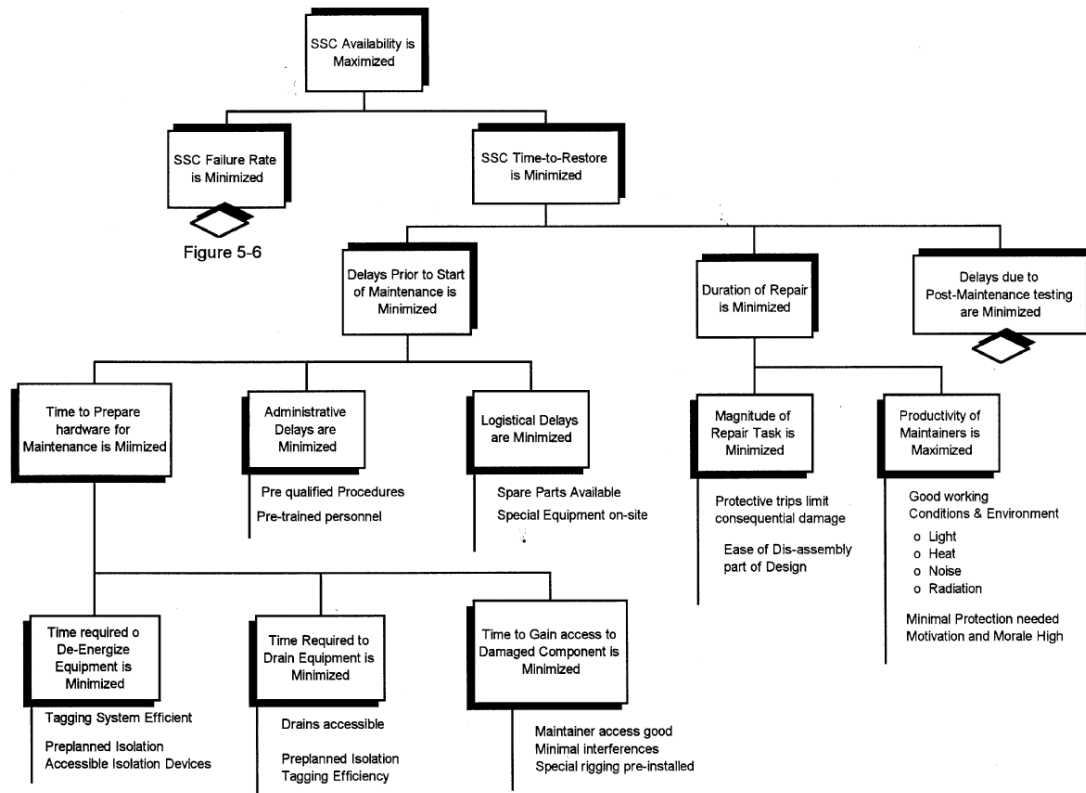 SSC Availability is
Maximized
SSC Failure Rate
is Minimized
SSC Time-to-Restore
is Minimized
Figure 5-6
Delays Prior to Start
of Maintenance is
Minimized
Duration of Repair
is Minimized
Delays due to
Post-Maintenance testing
are Minimized
Time to Prepare
hardware for
Maintenance is Miimized
Administrative
Delays are
Minimized
Logistical Delays
are Minimized
Magnitude of
Repair Task is
Minimized
Productivity of
Maintainers is
Maximized
Pre qualified Procedures
Pre-trained personnel
Spare Parts Available
Special Equipment on-site
Protective trips limit
consequential damage
Ease of Dis-assembly
part of Design
Good working
Conditions & Environment
o Light
o Heat
o Noise
o Radiation
Minimal Protection needed
Motivation and Morale High
Time required o
De-Energize
Equipment is
Minimized
Time Required to
Drain Equipment is
Minimized
Time to Gain access to
Damaged Component is
Minimized
Tagging System Efficient
Preplanned Isolation
Accessible Isolation Devices
Drains accessible
Preplanned Isolation
Tagging Efficiency
Maintainer access good
Minimal interferences
Special rigging pre-installed